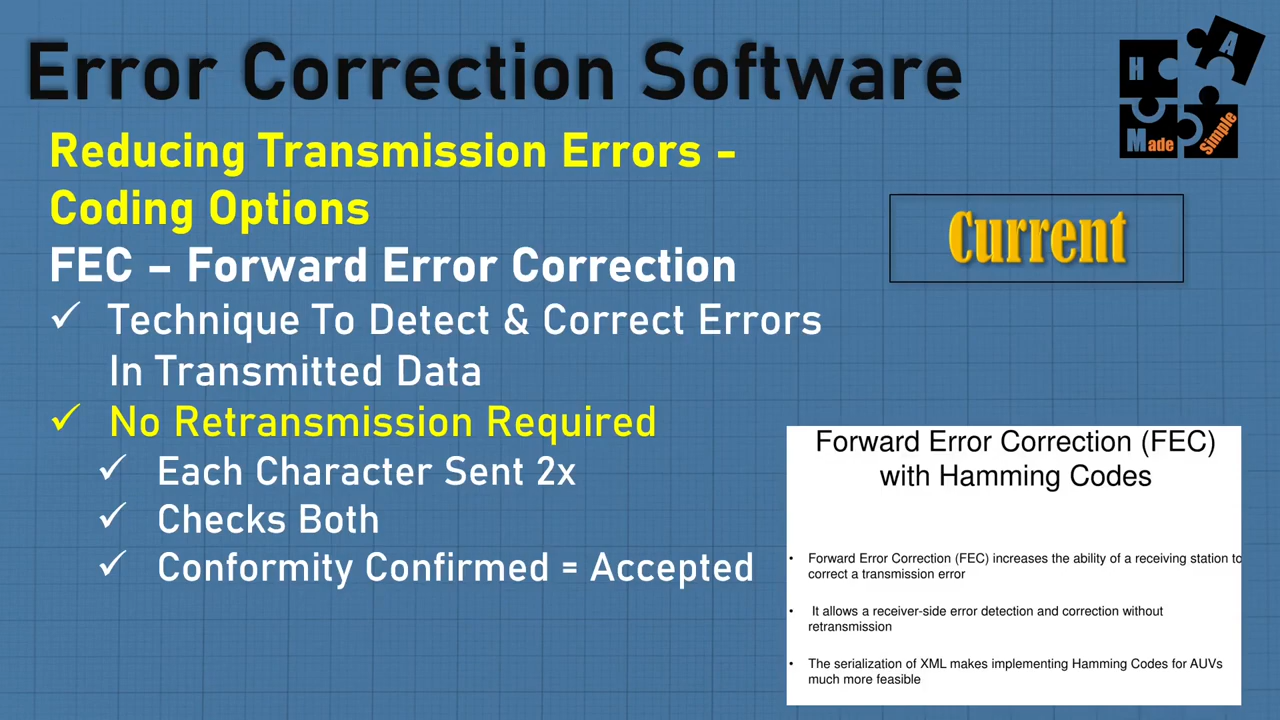 Error Correction Software
H
A
Made
Simple
Reducing Transmission Errors -
Coding Options
Current
FEC – Forward Error Correction
✓ Technique To Detect & Correct Errors
In Transmitted Data
✓ No Retransmission Required
✓ Each Character Sent 2x
✓ Checks Both
✓ Conformity Confirmed = Accepted
Forward Error Correction (FEC)
with Hamming Codes
• Forward Error Correction (FEC) increases the ability of a receiving station to
correct a transmission error
• It allows a receiver-side error detection and correction without
retransmission
• The serialization of XML makes implementing Hamming Codes for AUVs
much more feasible